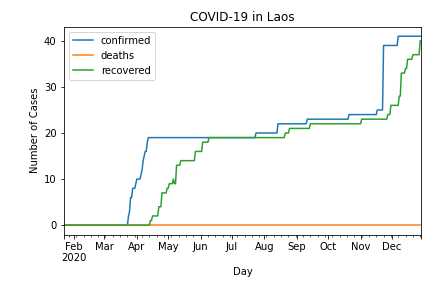 COVID-19 in Laos
confirmed
deaths
recovered
40
30
20
10
0
Number of Cases
Feb Mar Apr May Jun Jul Aug Sep Oct Nov Dec
2020
Day